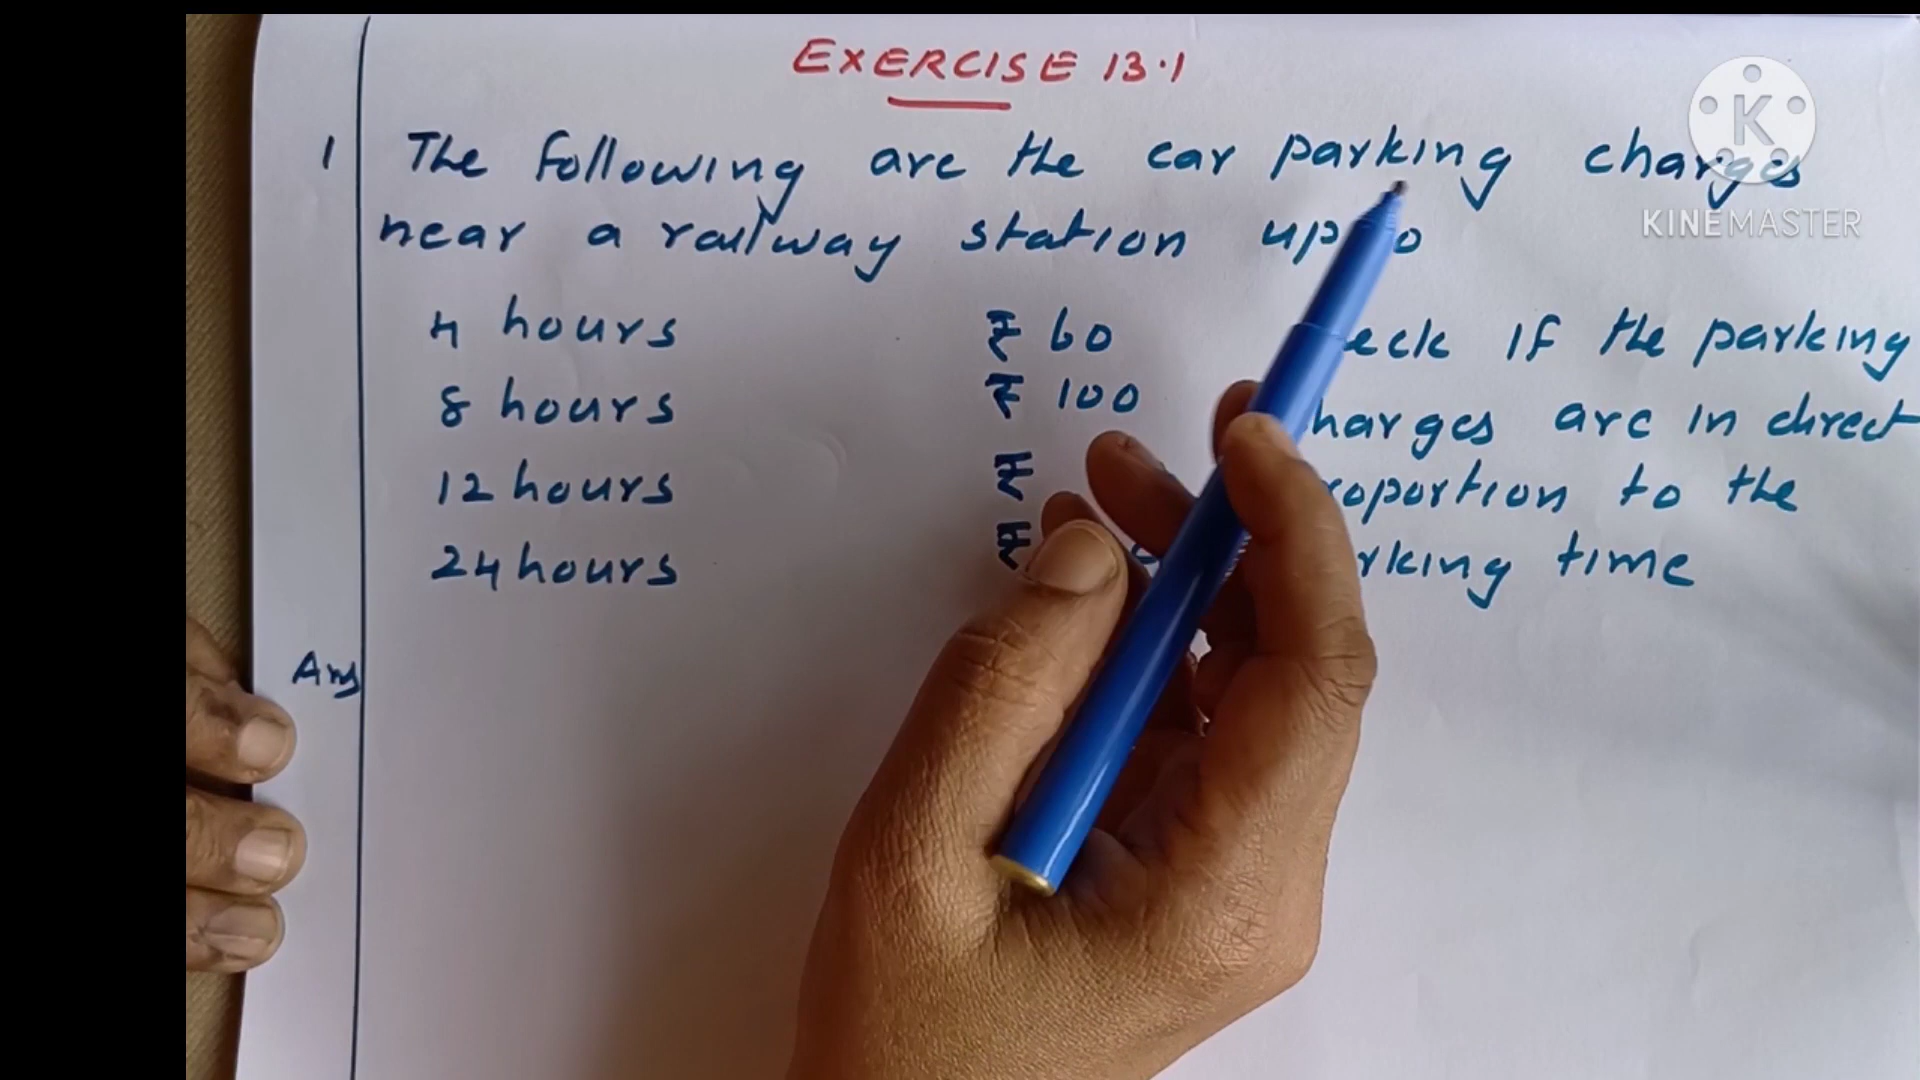 EXERCISE 13.1
1 The following are the car parking charges
near a railway station up
4 hours ₹ 60 if the parking
8 hours ₹ 100 are in direct
12 hours ₹ to the
24 hours ₹ time
Ans
K
KINEMASTER